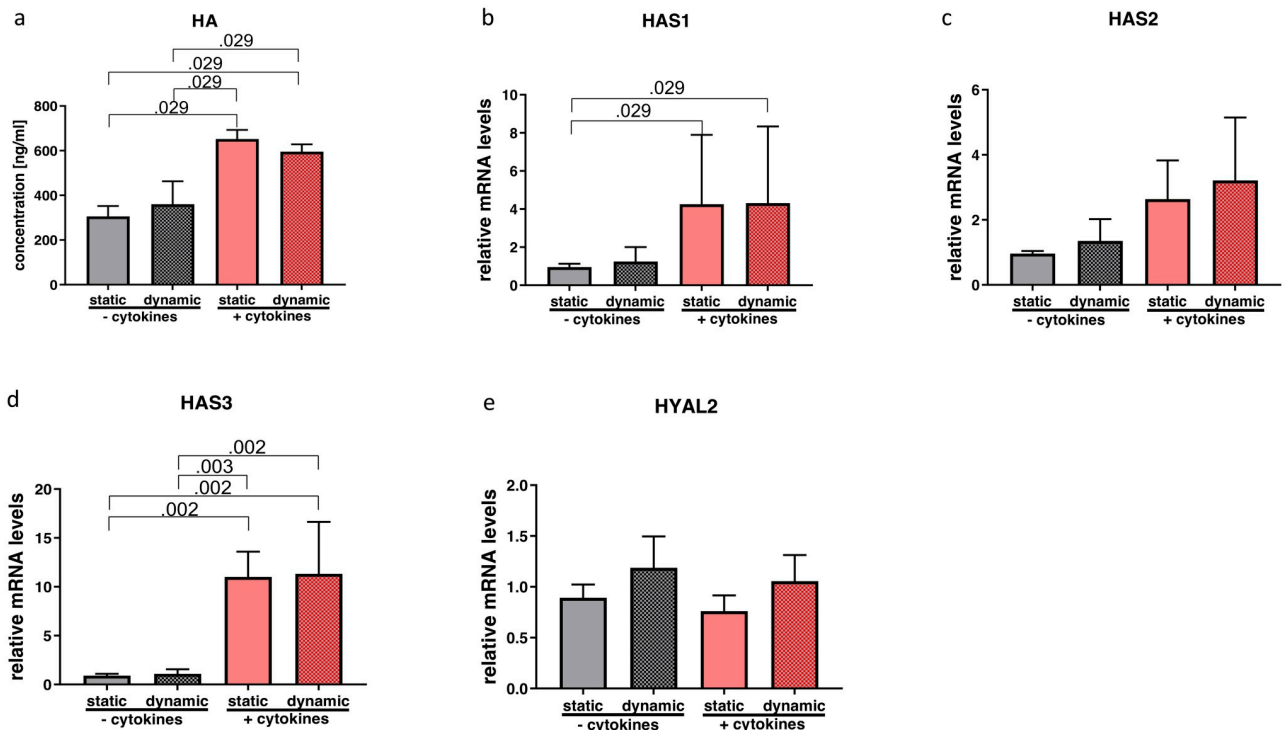 a
HA
.029
.029
.029
.029
concentration [ng/ml]
800
600
400
200
0
static dynamic static dynamic
- cytokines + cytokines
b
HAS1
.029
.029
relative mRNA levels
10
8
6
4
2
0
static dynamic static dynamic
- cytokines + cytokines
c
HAS2
relative mRNA levels
6
4
2
0
static dynamic static dynamic
- cytokines + cytokines
d
HAS3
.002
.003
.002
.002
relative mRNA levels
20
15
10
5
0
static dynamic static dynamic
- cytokines + cytokines
e
HYAL2
relative mRNA levels
2.0
1.5
1.0
0.5
0.0
static dynamic static dynamic
- cytokines + cytokines